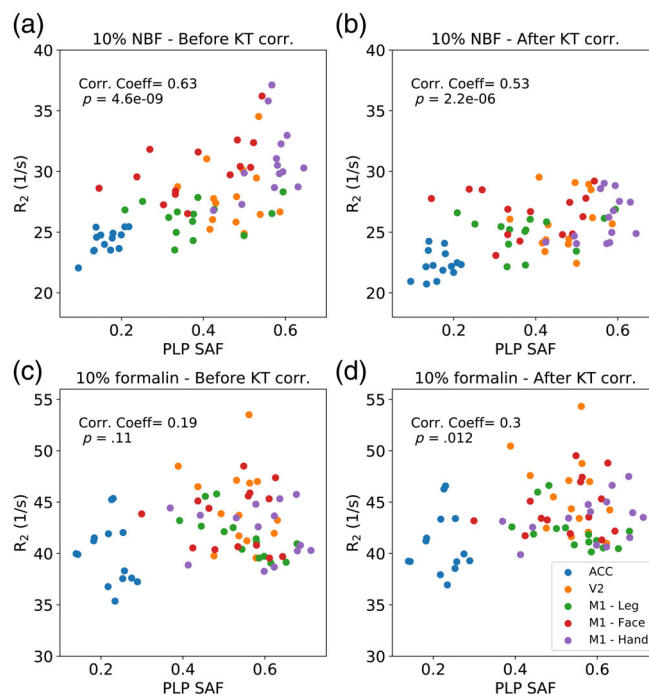 (a)
10% NBF - Before KT corr.
Corr. Coeff= 0.63
p = 4.6e-09
R2 (1/s)
40
35
30
25
20
0.2 0.4 0.6
PLP SAF
(b)
10% NBF - After KT corr.
Corr. Coeff= 0.53
p = 2.2e-06
R2 (1/s)
40
35
30
25
20
0.2 0.4 0.6
PLP SAF
(c)
10% formalin - Before KT corr.
Corr. Coeff= 0.19
p = .11
R2 (1/s)
55
50
45
40
35
30
0.2 0.4 0.6
PLP SAF
(d)
10% formalin - After KT corr.
Corr. Coeff= 0.3
p = .012
R2 (1/s)
55
50
45
40
35
30
0.2 0.4 0.6
PLP SAF
ACC
V2
M1 - Leg
M1 - Face
M1 - Hand